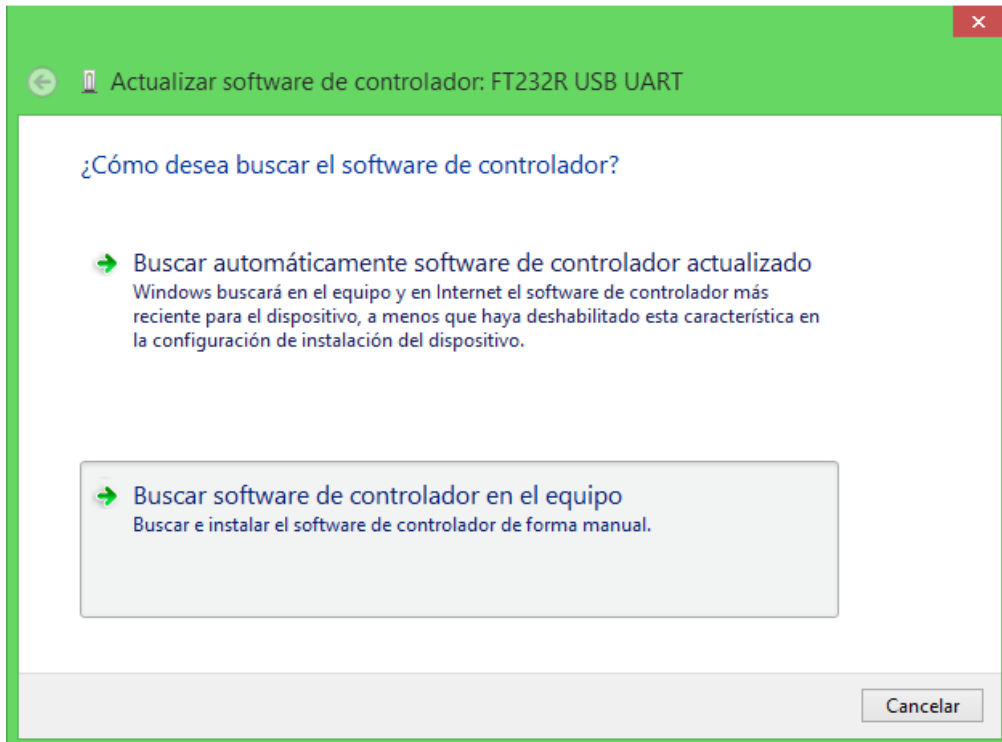 Actualizar software de controlador: FT232R USB UART
¿Cómo desea buscar el software de controlador?
Buscar automáticamente software de controlador actualizado
Windows buscará en el equipo y en Internet el software de controlador más
reciente para el dispositivo, a menos que haya deshabilitado esta característica en
la configuración de instalación del dispositivo.
Buscar software de controlador en el equipo
Buscar e instalar el software de controlador de forma manual.
Cancelar